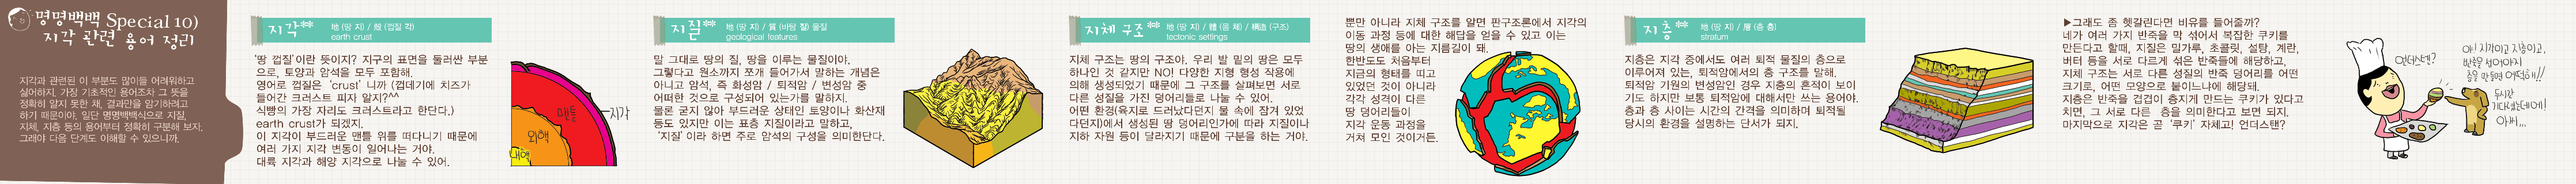 명명백백 Special 10)
지각 관련 용어 정리
지각과 관련된 이 부분도 많이들 어려워하고
싫어하지. 가장 기초적인 용어조차 그 뜻을
정확히 알지 못한 채, 결과만을 암기하려고
하기 때문이야. 일단 명명백백식으로 지질,
지체, 지층 등의 용어부터 정확히 구분해 보자.
그래야 다음 단계도 이해할 수 있으니까.
지각
地 (땅 지) / 殼 (껍질 각)
earth crust
'땅 껍질'이란 뜻이지? 지구의 표면을 둘러싼 부분
으로, 토양과 암석을 모두 포함해.
영어로 껍질은 'crust' 니까 (껍데기에 치즈가
들어간 크러스트 피자 알지?^^
식빵의 가장 자리도 크러스트라고 한단다.)
earth crust가 되겠지.
이 지각이 부드러운 맨틀 위를 떠다니기 때문에
여러 가지 지각 변동이 일어나는 거야.
대륙 지각과 해양 지각으로 나눌 수 있어.
지각
맨틀
외핵
내핵
지질
地 (땅 지) / 質 (바탕 질) 물질
geological features
말 그대로 땅의 질, 땅을 이루는 물질이야.
그렇다고 원소까지 쪼개 들어가서 말하는 개념은
아니고 암석, 즉 화성암 / 퇴적암 / 변성암 중
어떠한 것으로 구성되어 있는가를 말하지.
물론 굳지 않아 부드러운 상태인 토양이나 화산재
등도 있지만 이는 표층 지질이라고 말하고,
'지질' 이라 하면 주로 암석의 구성을 의미한단다.
지체 구조
地 (땅 지) / 體 (몸 체) / 構造 (구조)
tectonic settings
지체 구조는 땅의 구조야. 우리 발 밑의 땅은 모두
하나인 것 같지만 NO! 다양한 지형 형성 작용에
의해 생성되었기 때문에 그 구조를 살펴보면 서로
다른 성질을 가진 덩어리들로 나눌 수 있어.
어떤 환경(육지로 드러났다던지 물 속에 잠겨 있었
다던지)에서 생성된 땅 덩어리인가에 따라 지질이나
지하 자원 등이 달라지기 때문에 구분을 하는 거야.
뿐만 아니라 지체 구조를 알면 판구조론에서 지각의
이동 과정 등에 대한 해답을 얻을 수 있고 이는
땅의 생애를 아는 지름길이 돼.
한반도도 처음부터
지금의 형태를 띠고
있었던 것이 아니라
각각 성격이 다른
땅 덩어리들이
지각 운동 과정을
거쳐 모인 것이거든.
지층
地 (땅 지) / 層 (층 층)
stratum
지층은 지각 중에서도 여러 퇴적 물질의 층으로
이루어져 있는, 퇴적암에서의 층 구조를 말해.
퇴적암 기원의 변성암인 경우 지층의 흔적이 보이
기도 하지만 보통 퇴적암에 대해서만 쓰는 용어야.
층과 층 사이는 시간의 간격을 의미하며 퇴적될
당시의 환경을 설명하는 단서가 되지.
▶그래도 좀 헷갈린다면 비유를 들어줄까?
네가 여러 가지 반죽을 막 섞어서 복잡한 쿠키를
만든다고 할때, 지질은 밀가루, 초콜릿, 설탕, 계란,
버터 등을 서로 다르게 섞은 반죽들에 해당하고,
지체 구조는 서로 다른 성질의 반죽 덩어리를 어떤
크기로, 어떤 모양으로 붙이느냐에 해당돼.
지층은 반죽을 겹겹이 층지게 만드는 쿠키가 있다고
치면, 그 서로 다른 층을 의미한다고 보면 되지.
마지막으로 지각은 곧 '쿠키' 자체고! 언더스탠?
언더스탠?